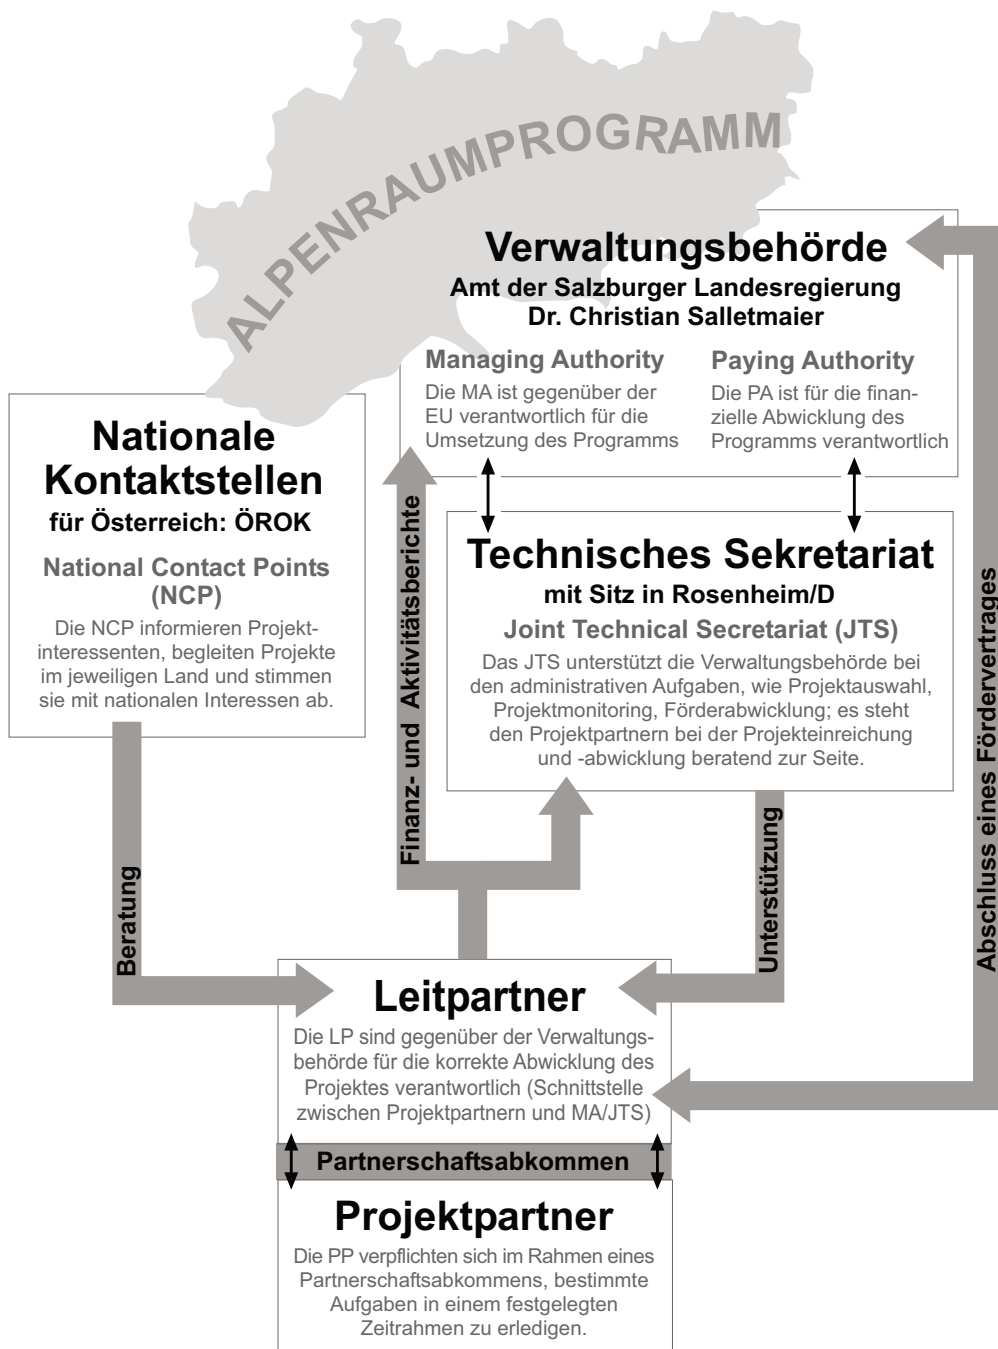 ALPENRAUMPROGRAMM
Verwaltungsbehörde
Amt der Salzburger Landesregierung
Dr. Christian Salletmaier
Managing Authority
Die MA ist gegenüber der
EU verantwortlich für die
Umsetzung des Programms
Paying Authority
Die PA ist für die finan-
zielle Abwicklung des
Programms verantwortlich
Nationale
Kontaktstellen
für Österreich: ÖROK
National Contact Points
(NCP)
Die NCP informieren Projekt-
interessenten, begleiten Projekte
im jeweiligen Land und stimmen
sie mit nationalen Interessen ab.
Technisches Sekretariat
mit Sitz in Rosenheim/D
Joint Technical Secretariat (JTS)
Das JTS unterstützt die Verwaltungsbehörde bei
den administrativen Aufgaben, wie Projektauswahl,
Projektmonitoring, Förderabwicklung; es steht
den Projektpartnern bei der Projekteinreichung
und -abwicklung beratend zur Seite.
Finanz- und Aktivitätsberichte
Abschluss eines Fördervertrages
Beratung
Unterstützung
Leitpartner
Die LP sind gegenüber der Verwaltungs-
behörde für die korrekte Abwicklung des
Projektes verantwortlich (Schnittstelle
zwischen Projektpartnern und MA/JTS)
Partnerschaftsabkommen
Projektpartner
Die PP verpflichten sich im Rahmen eines
Partnerschaftsabkommens, bestimmte
Aufgaben in einem festgelegten
Zeitrahmen zu erledigen.